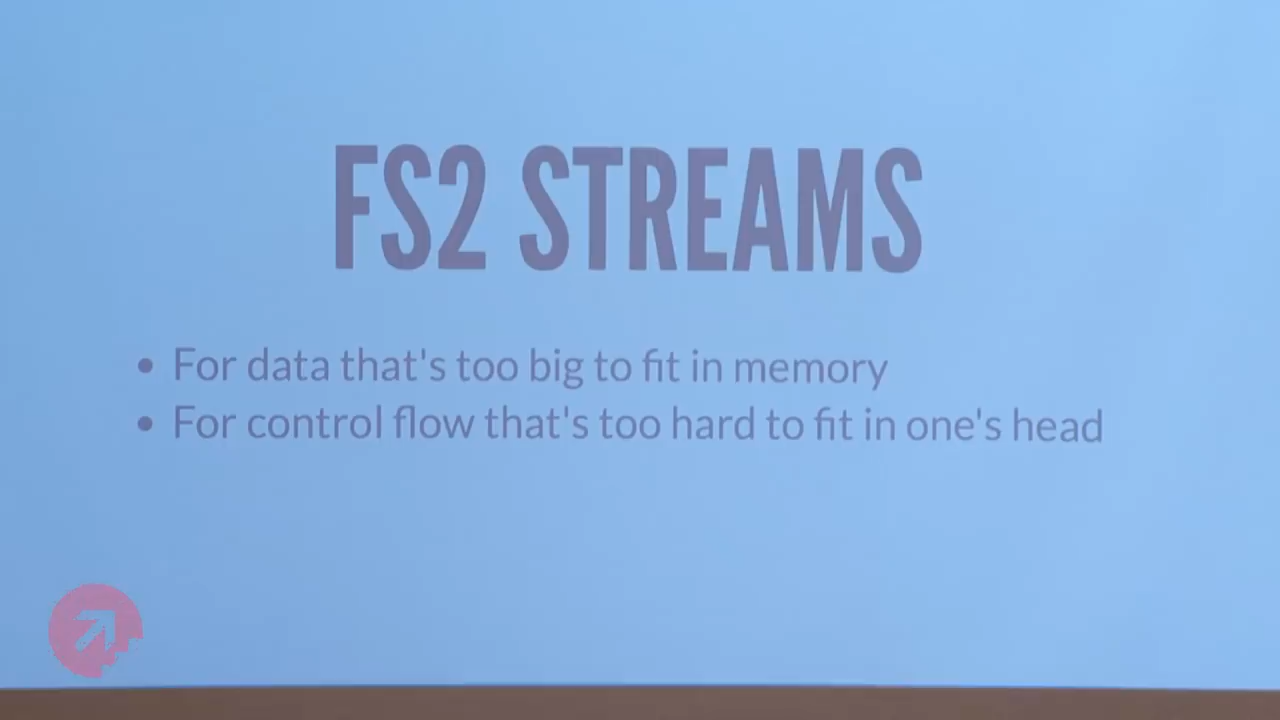 FS2 STREAMS
• For data that's too big to fit in memory
• For control flow that's too hard to fit in one's head